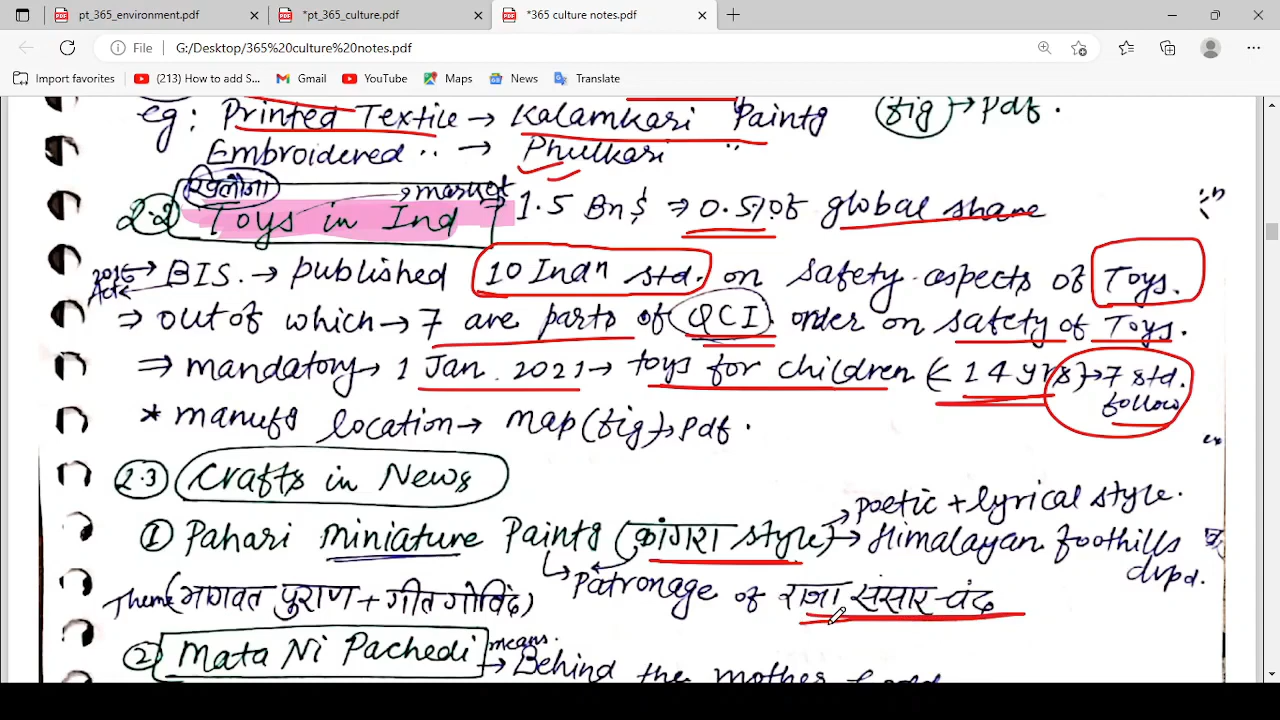 pt_365_environment.pdf *pt_365_culture.pdf *365 culture notes.pdf
File G:/Desktop/365%20culture%20notes.pdf
Import favorites (213) How to add S... Gmail YouTube Maps News Translate
eg: Printed Textile → Kalamkari Paintg (fig) → Pdf.
Embroidered ,, → Phulkari ,,
खिलौना → market
2.2 Toys in Ind → 1.5 Bn $ ⇒ 0.5% of global share
2016 Act → BIS. → published 10 Indn std. on safety aspects of Toys.
⇒ out of which → 7 are parts of QCI order on safety of Toys.
⇒ mandatory → 1 Jan. 2021 → toys for children (< 14 yrs) → 7 std. follow
* manufg location → map (fig) → Pdf.
2.3 Crafts in News
→ Poetic + lyrical style.
① Pahari miniature Paintg (कांगरा style) → Himalayan foothills dvpd.
→ Patronage of राजा संसार चंद
Theme (भागवत पुराण + गीत गोविंद)
② Mata Ni Pachedi means → Behind the mother